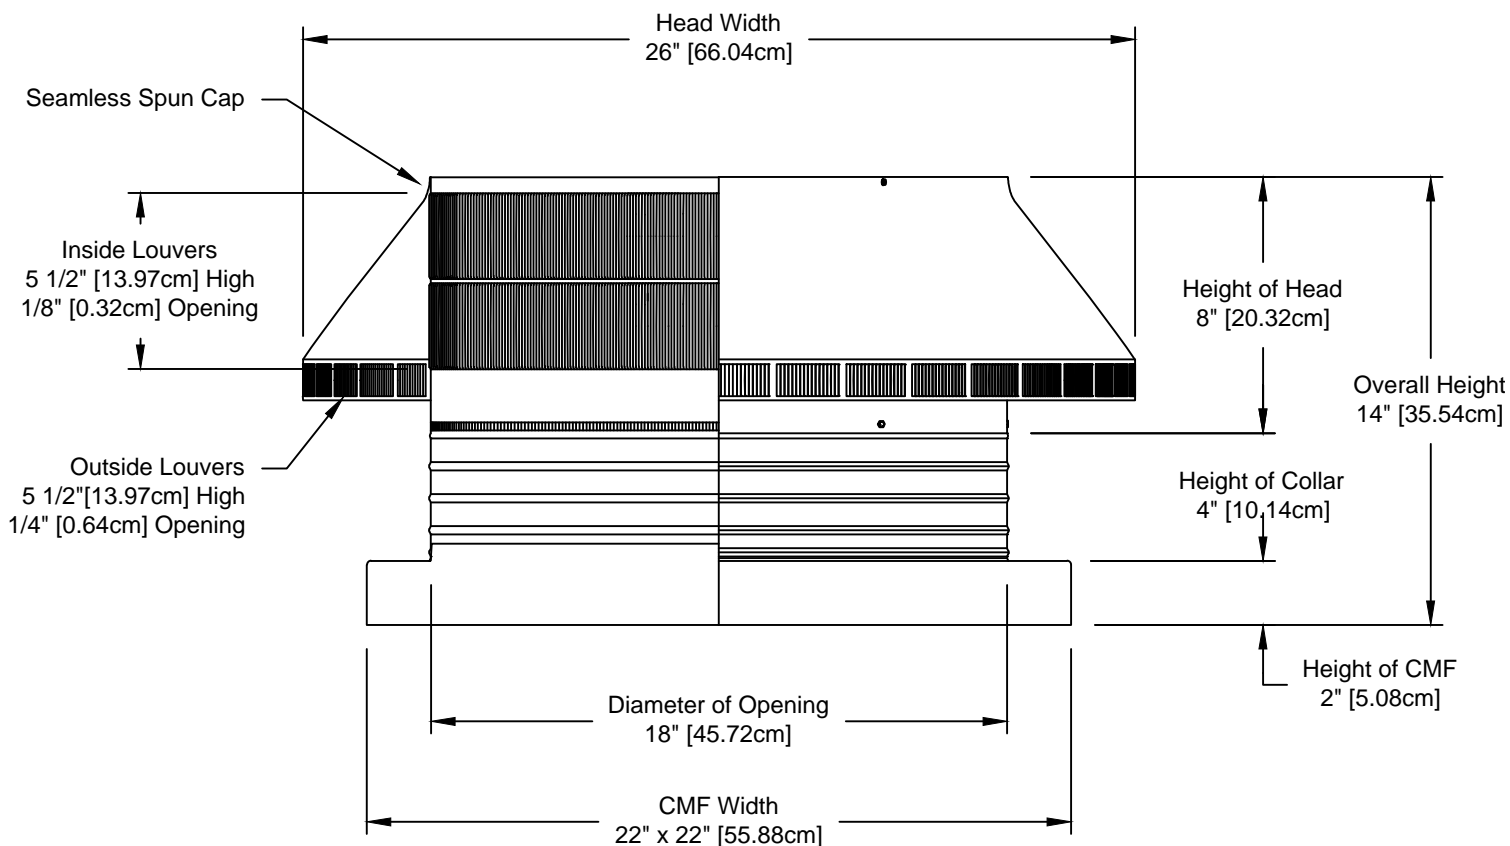 Head Width
26" [66.04cm]
Seamless Spun Cap
Inside Louvers
5 1/2" [13.97cm] High
1/8" [0.32cm] Opening
Height of Head
8" [20.32cm]
Overall Height
14" [35.54cm]
Outside Louvers
5 1/2"[13.97cm] High
1/4" [0.64cm] Opening
Height of Collar
4" [10.14cm]
Height of CMF
2" [5.08cm]
Diameter of Opening
18" [45.72cm]
CMF Width
22" x 22" [55.88cm]